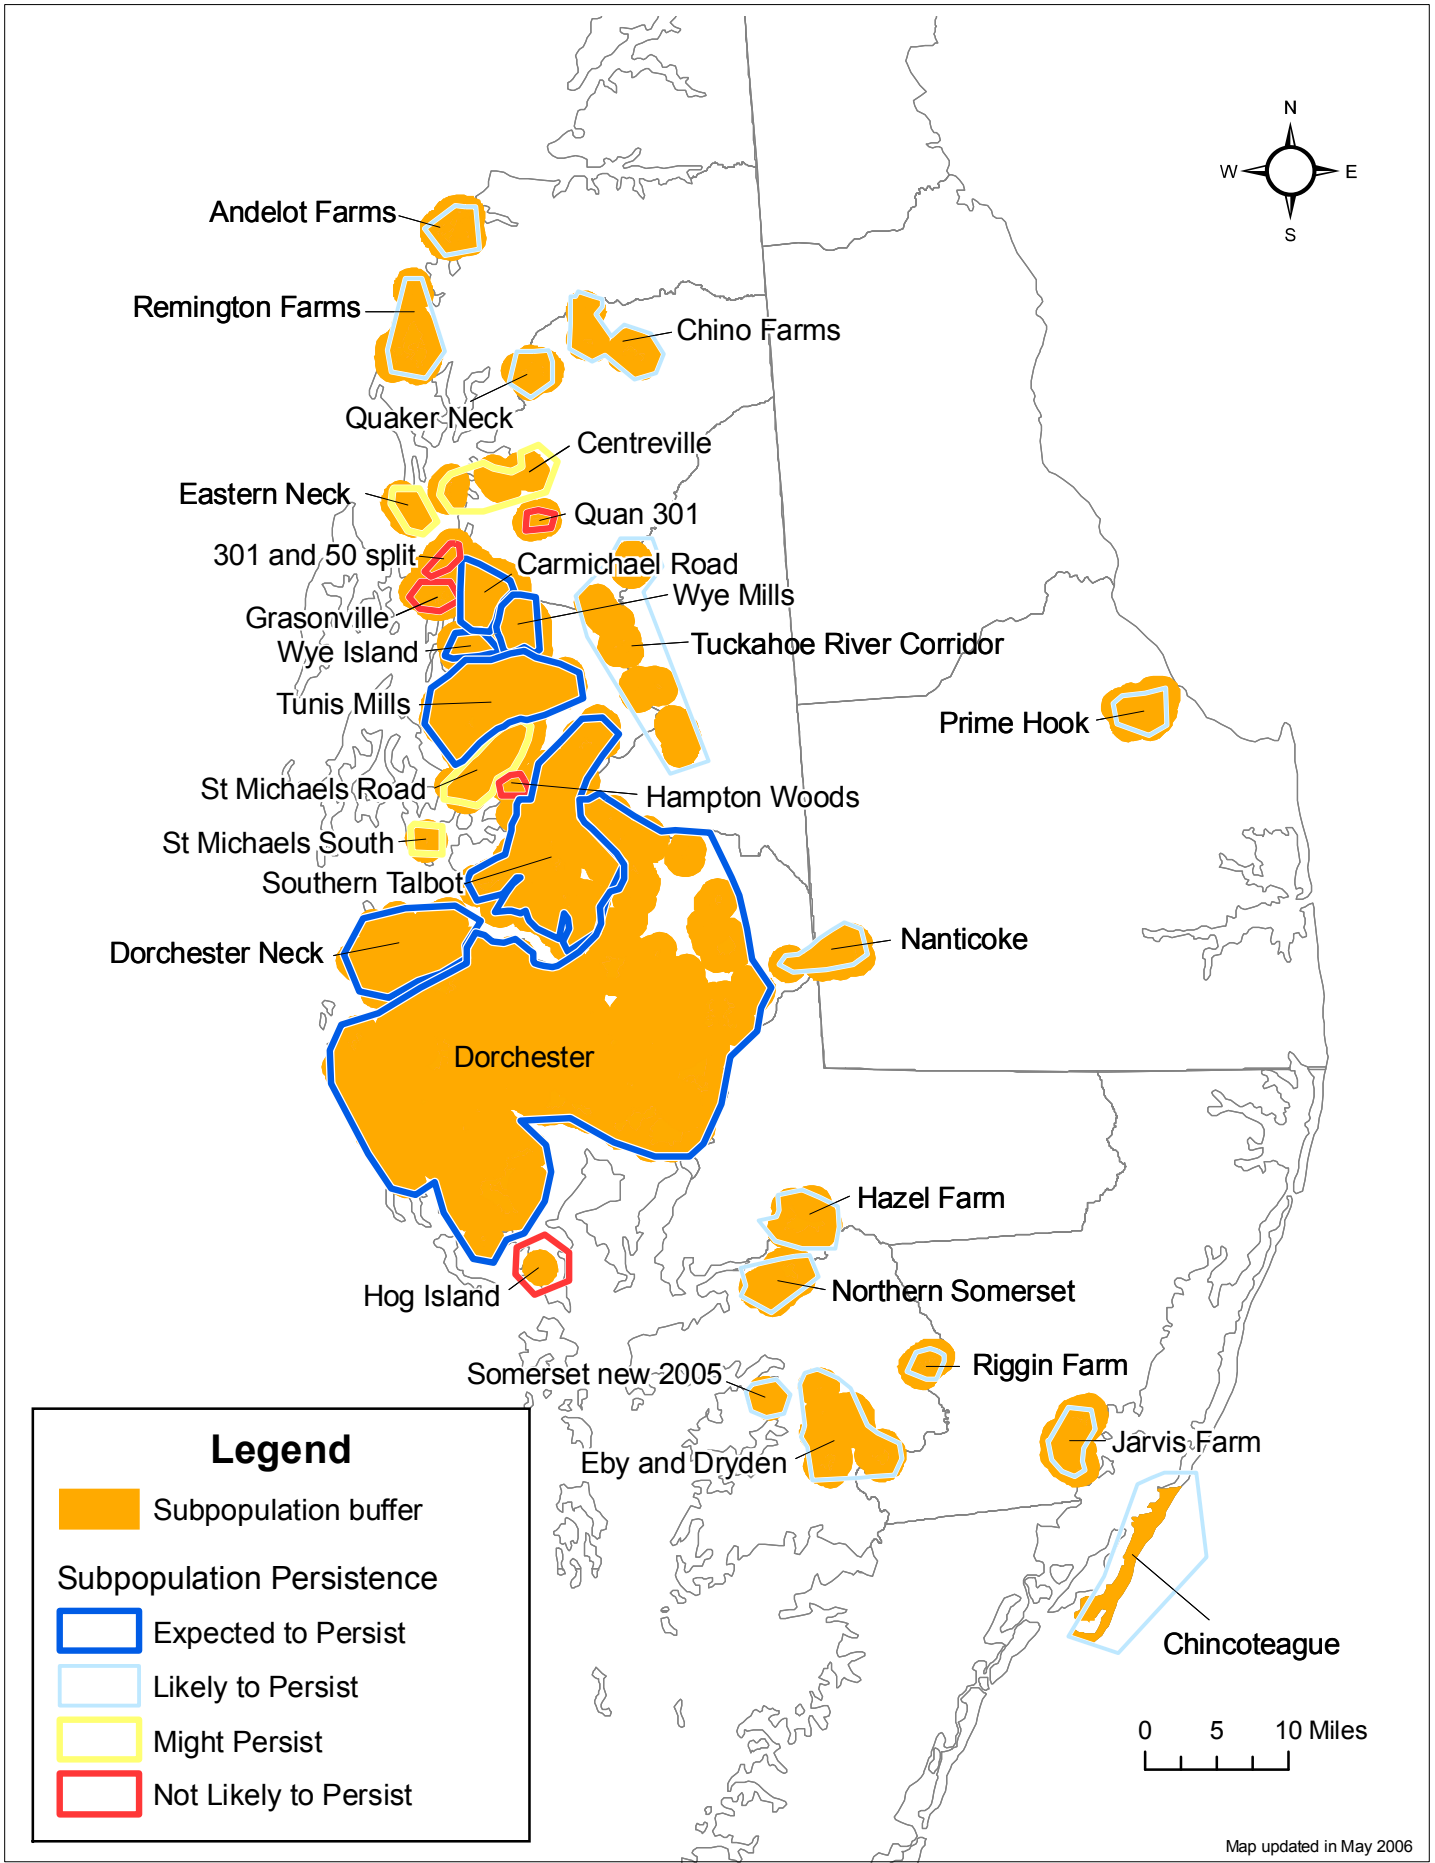 N
W
E
S
Andelot Farms
Remington Farms
Chino Farms
Quaker Neck
Centreville
Eastern Neck
Quan 301
301 and 50 split
Carmichael Road
Wye Mills
Grasonville
Wye Island
Tuckahoe River Corridor
Tunis Mills
Prime Hook
St Michaels Road
Hampton Woods
St Michaels South
Southern Talbot
Dorchester Neck
Nanticoke
Dorchester
Hazel Farm
Hog Island
Northern Somerset
Somerset new 2005
Riggin Farm
Eby and Dryden
Jarvis Farm
Chincoteague
Legend
Subpopulation buffer
Subpopulation Persistence
Expected to Persist
Likely to Persist
Might Persist
Not Likely to Persist
0 5 10 Miles
Map updated in May 2006